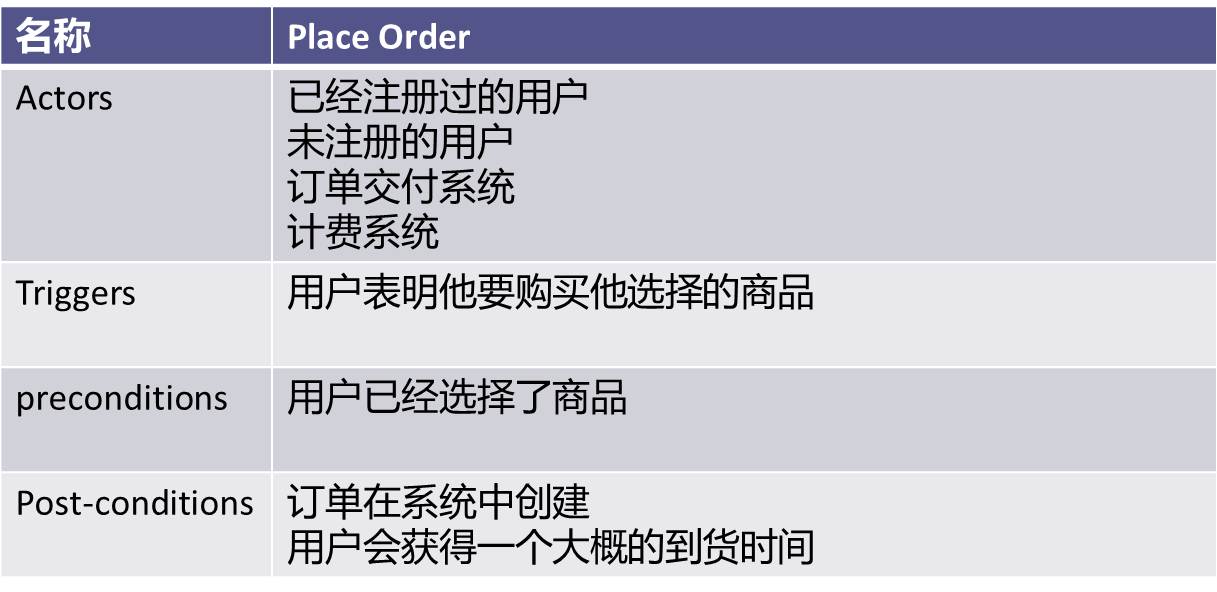 名称 Place Order
Actors 已经注册过的用户
未注册的用户
订单交付系统
计费系统
Triggers 用户表明他要购买他选择的商品
preconditions 用户已经选择了商品
Post-conditions 订单在系统中创建
用户会获得一个大概的到货时间